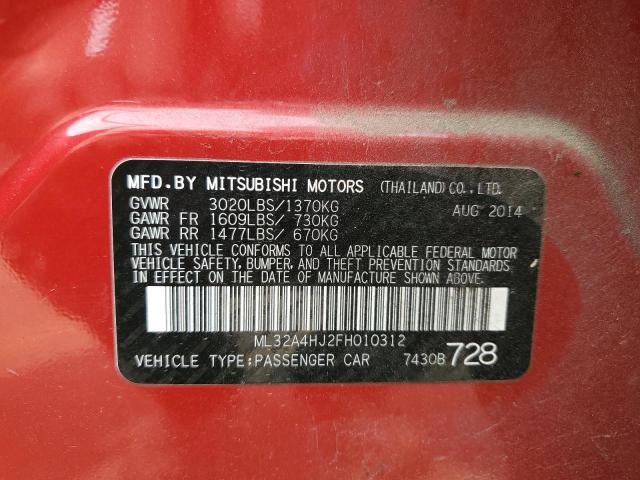 MFD.BY MITSUBISHI MOTORS (THAILAND)CO.,LTD.
GVWR 3020LBS/1370KG AUG 2014
GAWR FR 1609LBS/ 730KG
GAWR RR 1477LBS/ 670KG
THIS VEHICLE CONFORMS TO ALL APPLICABLE FEDERAL MOTOR
VEHICLE SAFETY, BUMPER, AND THEFT PREVENTION STANDARDS
IN EFFECT ON THE DATE OF MANUFACTURE SHOWN ABOVE.
ML32A4HJ2FH010312
VEHICLE TYPE:PASSENGER CAR 7430B 728